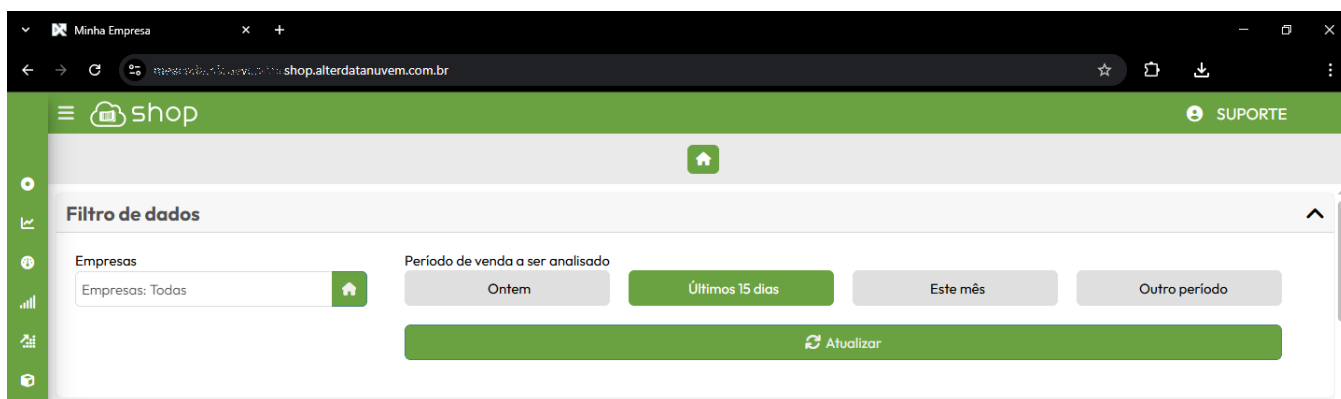 Minha Empresa
shop.alterdatanuvem.com.br
shop
SUPORTE
Filtro de dados
Empresas
Empresas: Todas
Período de venda a ser analisado
Ontem
Últimos 15 dias
Este mês
Outro período
Atualizar